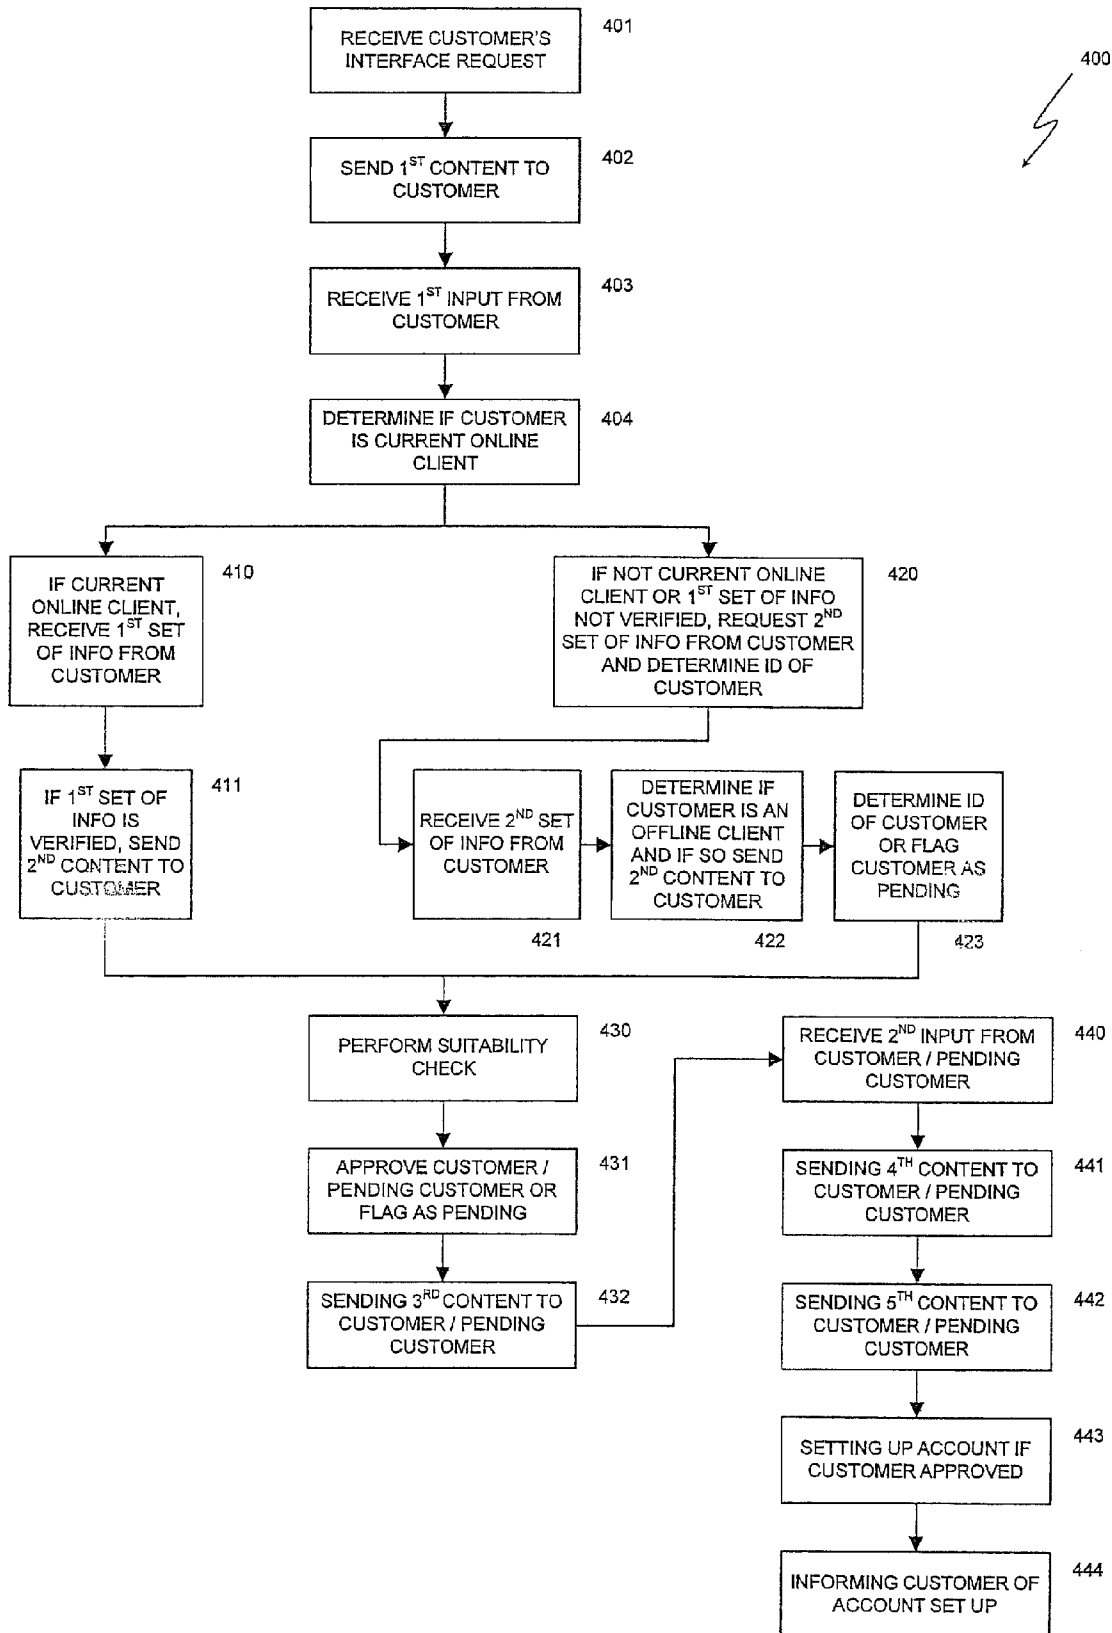 RECEIVE CUSTOMER'S
INTERFACE REQUEST
401
400
SEND 1ST CONTENT TO
CUSTOMER
402
RECEIVE 1ST INPUT FROM
CUSTOMER
403
DETERMINE IF CUSTOMER
IS CURRENT ONLINE
CLIENT
404
IF CURRENT
ONLINE CLIENT,
RECEIVE 1ST SET
OF INFO FROM
CUSTOMER
410
IF NOT CURRENT ONLINE
CLIENT OR 1ST SET OF INFO
NOT VERIFIED, REQUEST 2ND
SET OF INFO FROM CUSTOMER
AND DETERMINE ID OF
CUSTOMER
420
IF 1ST SET OF
INFO IS
VERIFIED, SEND
2ND CONTENT TO
CUSTOMER
411
RECEIVE 2ND SET
OF INFO FROM
CUSTOMER
421
DETERMINE IF
CUSTOMER IS AN
OFFLINE CLIENT
AND IF SO SEND
2ND CONTENT TO
CUSTOMER
422
DETERMINE ID
OF CUSTOMER
OR FLAG
CUSTOMER AS
PENDING
423
PERFORM SUITABILITY
CHECK
430
APPROVE CUSTOMER /
PENDING CUSTOMER OR
FLAG AS PENDING
431
SENDING 3RD CONTENT TO
CUSTOMER / PENDING
CUSTOMER
432
RECEIVE 2ND INPUT FROM
CUSTOMER / PENDING
CUSTOMER
440
SENDING 4TH CONTENT TO
CUSTOMER / PENDING
CUSTOMER
441
SENDING 5TH CONTENT TO
CUSTOMER / PENDING
CUSTOMER
442
SETTING UP ACCOUNT IF
CUSTOMER APPROVED
443
INFORMING CUSTOMER OF
ACCOUNT SET UP
444